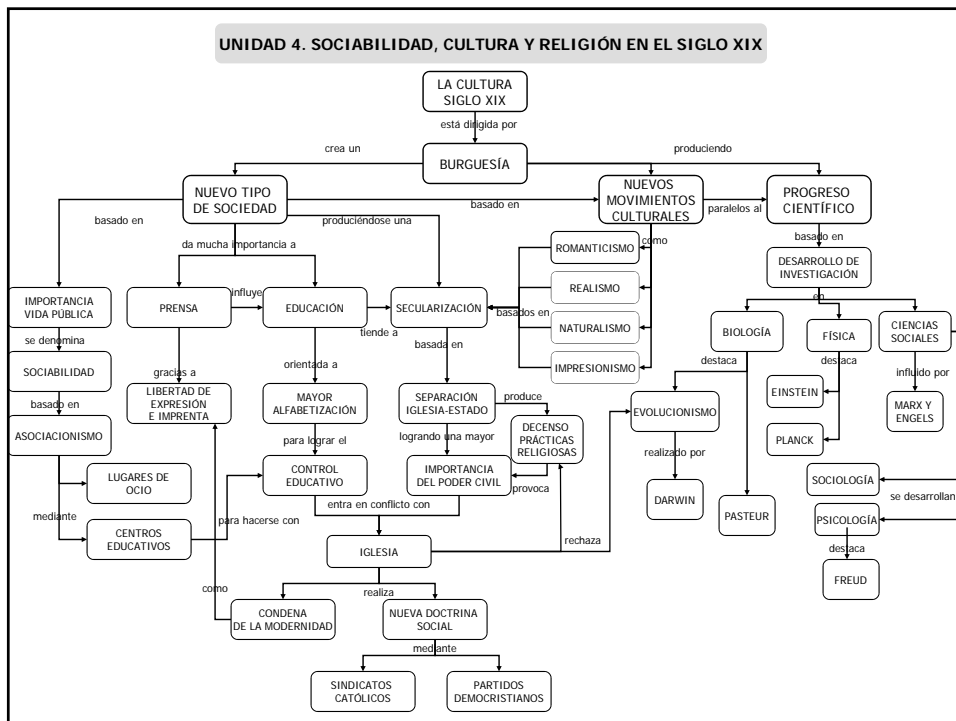 UNIDAD 4. SOCIABILIDAD, CULTURA Y RELIGIÓN EN EL SIGLO XIX
LA CULTURA
SIGLO XIX
está dirigida por
BURGUESÍA
crea un
produciendo
NUEVO TIPO
DE SOCIEDAD
NUEVOS
MOVIMIENTOS
CULTURALES
PROGRESO
CIENTÍFICO
basado en
produciéndose una
basado en
paralelos al
da mucha importancia a
como
basado en
ROMANTICISMO
DESARROLLO DE
INVESTIGACIÓN
REALISMO
en
IMPORTANCIA
VIDA PÚBLICA
PRENSA
influye
EDUCACIÓN
tiende a
SECULARIZACIÓN
basados en
NATURALISMO
BIOLOGÍA
FÍSICA
CIENCIAS
SOCIALES
se denomina
orientada a
basada en
IMPRESIONISMO
destaca
destaca
influido por
SOCIABILIDAD
gracias a
LIBERTAD DE
EXPRESIÓN
E IMPRENTA
MAYOR
ALFABETIZACIÓN
SEPARACIÓN
IGLESIA-ESTADO
produce
DECENSO
PRÁCTICAS
RELIGIOSAS
EVOLUCIONISMO
EINSTEIN
MARX Y
ENGELS
basado en
ASOCIACIONISMO
para lograr el
logrando una mayor
PLANCK
realizado por
LUGARES DE
OCIO
CONTROL
EDUCATIVO
IMPORTANCIA
DEL PODER CIVIL
provoca
DARWIN
PASTEUR
SOCIOLOGÍA
se desarrollan
PSICOLOGÍA
mediante
CENTROS
EDUCATIVOS
para hacerse con
entra en conflicto con
IGLESIA
rechaza
destaca
FREUD
como
realiza
CONDENA
DE LA MODERNIDAD
NUEVA DOCTRINA
SOCIAL
mediante
SINDICATOS
CATÓLICOS
PARTIDOS
DEMOCRISTIANOS